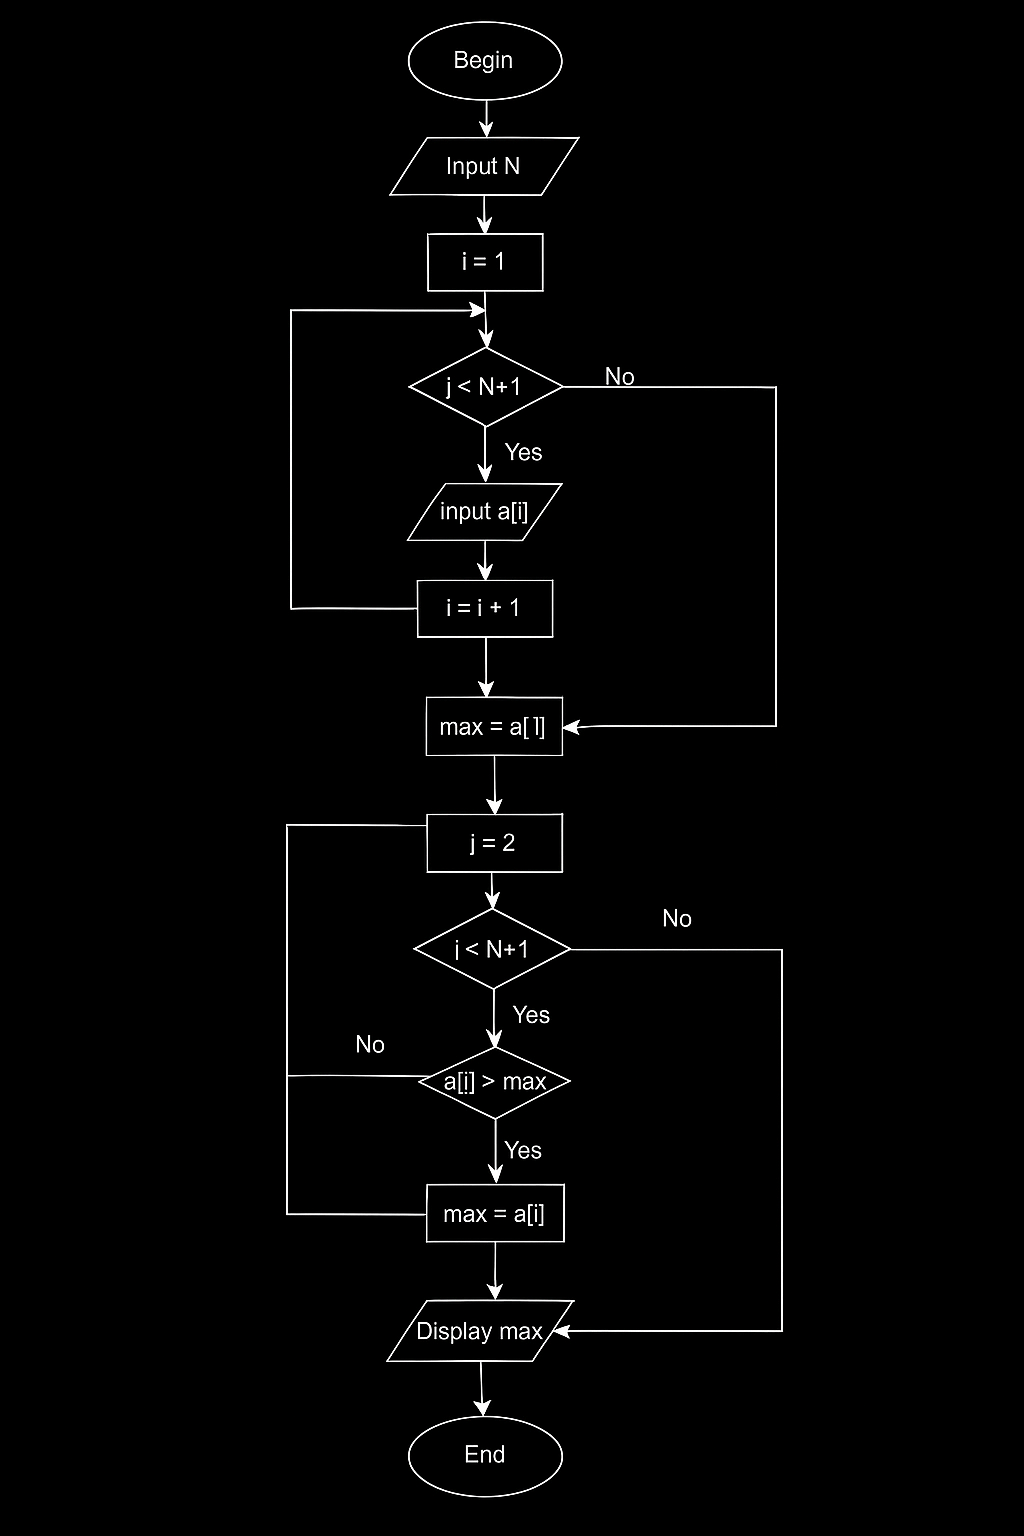 Begin
Input N
i = 1
j < N+1
No
Yes
input a[i]
i = i + 1
max = a[1]
j = 2
No
j < N+1
Yes
No
a[i] > max
Yes
max = a[i]
Display max
End